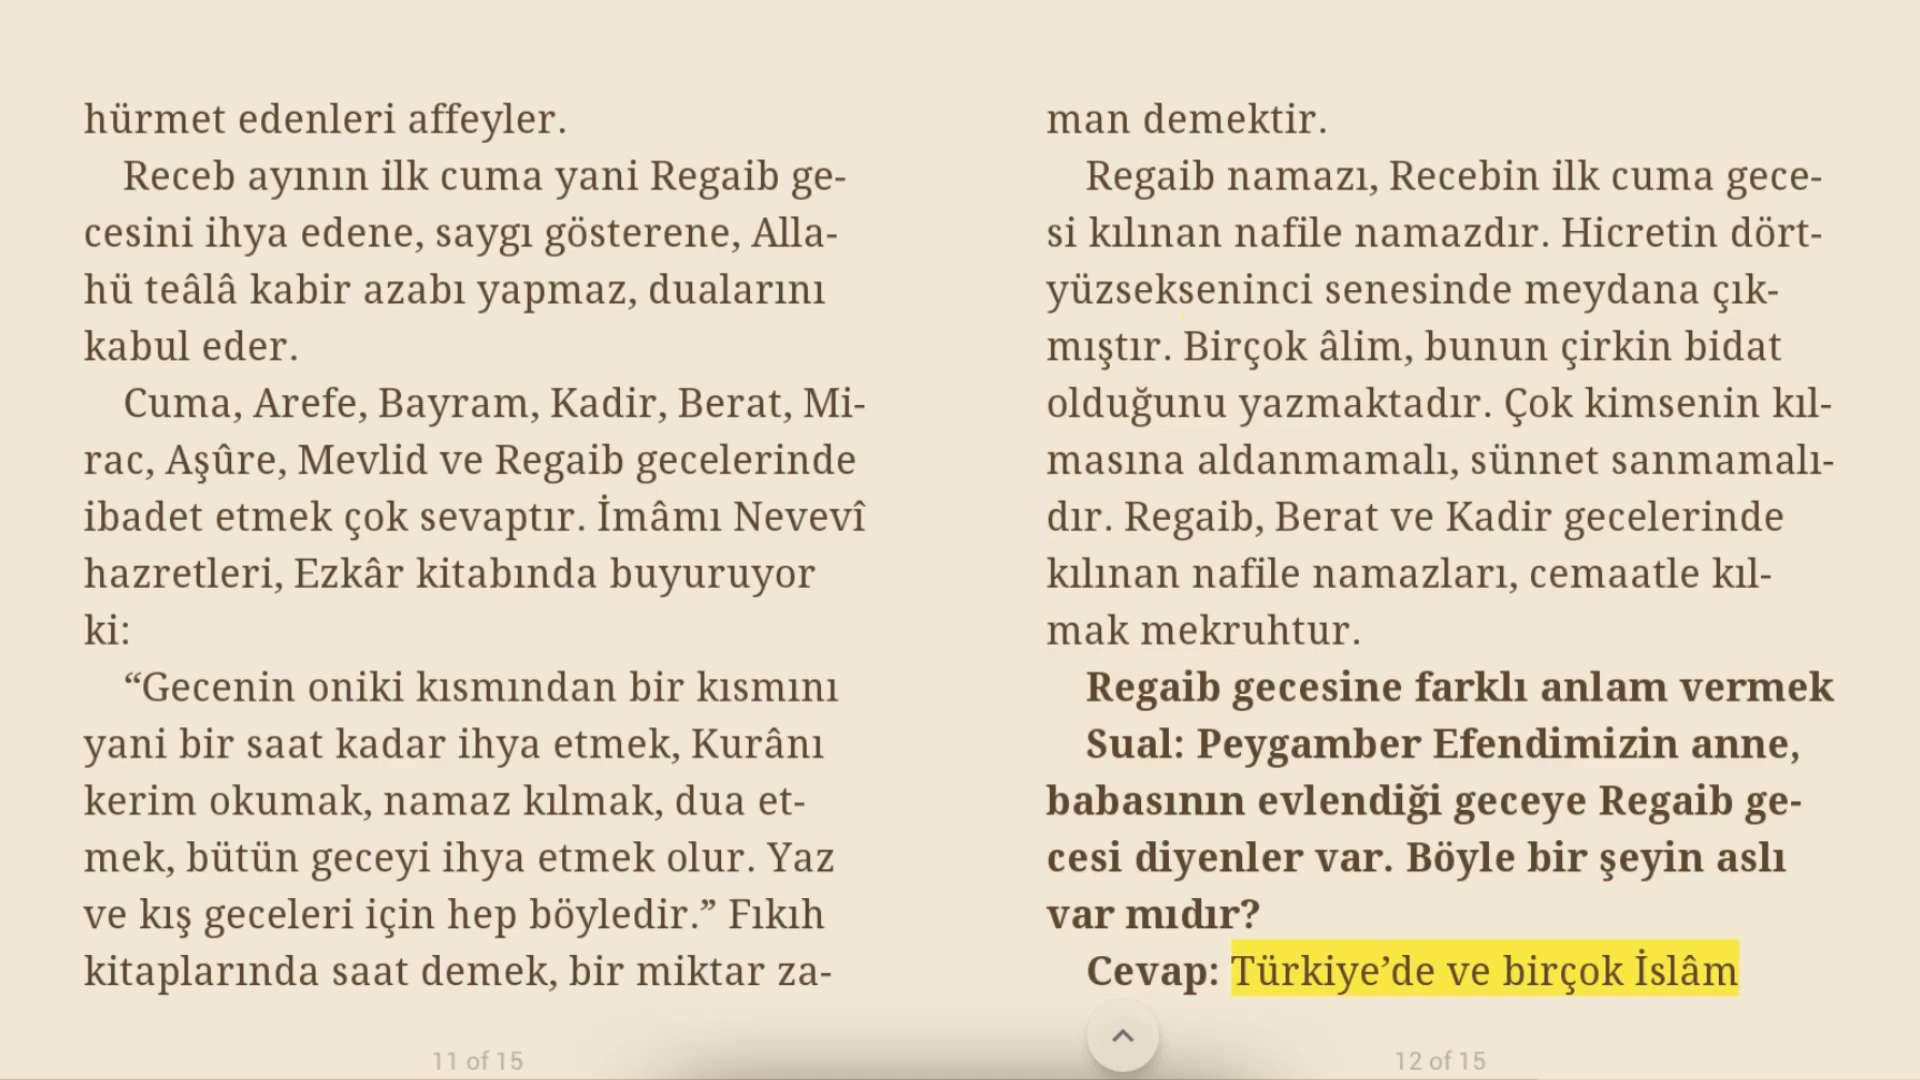 hürmet edenleri affeyler.
Receb ayının ilk cuma yani Regaib ge-
cesini ihya edene, saygı gösterene, Alla-
hü teâlâ kabir azabı yapmaz, dualarını
kabul eder.
Cuma, Arefe, Bayram, Kadir, Berat, Mi-
rac, Aşûre, Mevlid ve Regaib gecelerinde
ibadet etmek çok sevaptır. İmâmı Nevevî
hazretleri, Ezkâr kitabında buyuruyor
ki:
“Gecenin oniki kısmından bir kısmını
yani bir saat kadar ihya etmek, Kurânı
kerim okumak, namaz kılmak, dua et-
mek, bütün geceyi ihya etmek olur. Yaz
ve kış geceleri için hep böyledir.” Fıkıh
kitaplarında saat demek, bir miktar za-
11 of 15
man demektir.
Regaib namazı, Recebin ilk cuma gece-
si kılınan nafile namazdır. Hicretin dört-
yüzsekseninci senesinde meydana çık-
mıştır. Birçok âlim, bunun çirkin bidat
olduğunu yazmaktadır. Çok kimsenin kıl-
masına aldanmamalı, sünnet sanmamalı-
dır. Regaib, Berat ve Kadir gecelerinde
kılınan nafile namazları, cemaatle kıl-
mak mekruhtur.
Regaib gecesine farklı anlam vermek
Sual: Peygamber Efendimizin anne,
babasının evlendiği geceye Regaib ge-
cesi diyenler var. Böyle bir şeyin aslı
var mıdır?
Cevap: Türkiye’de ve birçok İslâm
12 of 15